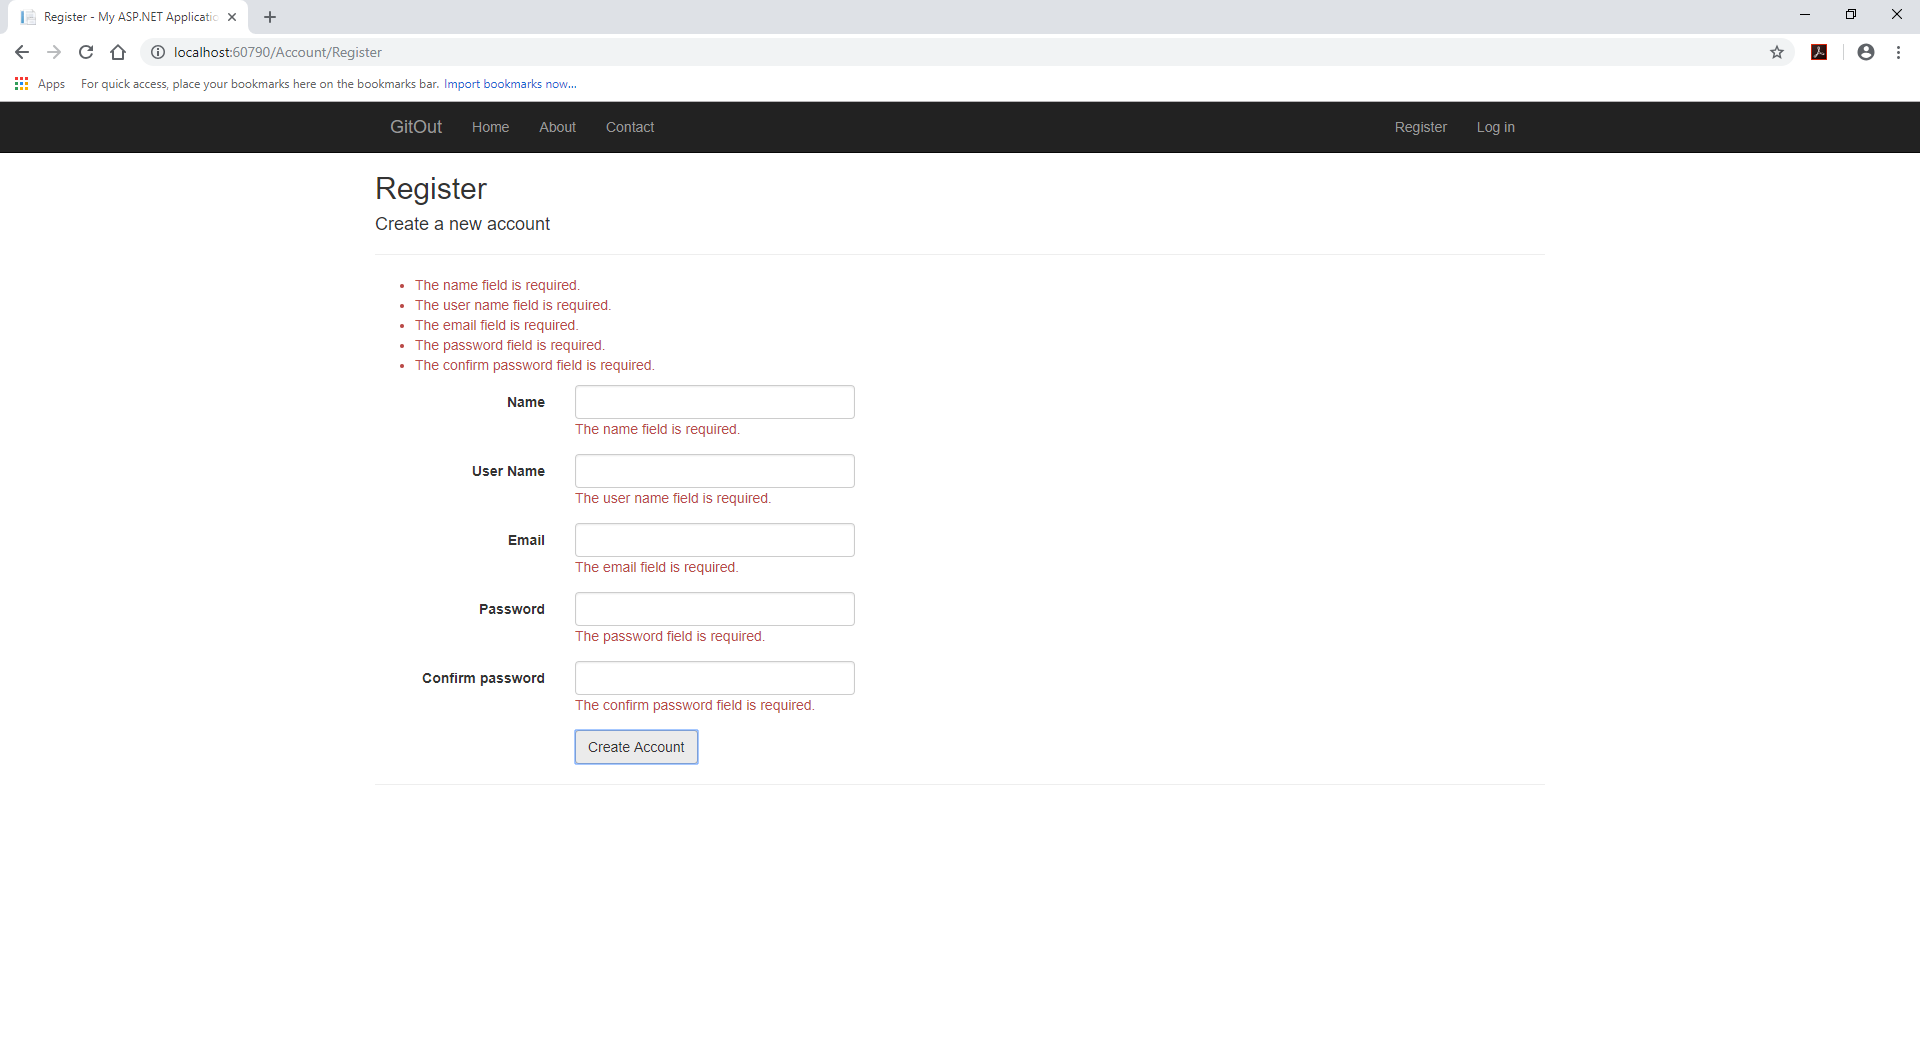 Register - My ASP.NET Applicatio
localhost:60790/Account/Register
Apps For quick access, place your bookmarks here on the bookmarks bar. Import bookmarks now...
GitOut Home About Contact Register Log in
Register
Create a new account
The name field is required.
The user name field is required.
The email field is required.
The password field is required.
The confirm password field is required.
Name
The name field is required.
User Name
The user name field is required.
Email
The email field is required.
Password
The password field is required.
Confirm password
The confirm password field is required.
Create Account